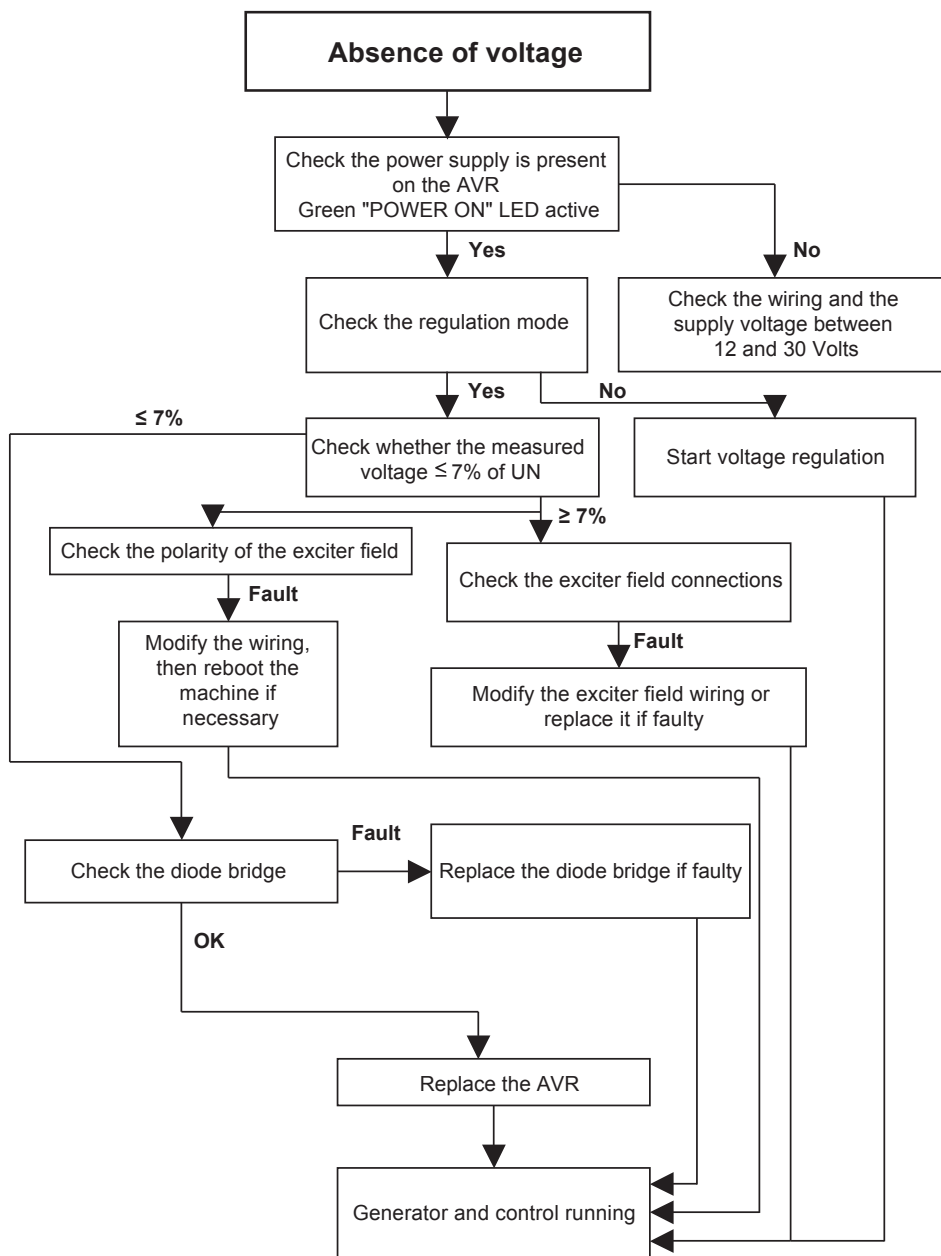 Absence of voltage
Check the power supply is present
on the AVR
Green "POWER ON" LED active
Yes
No
Check the regulation mode
Check the wiring and the
supply voltage between
12 and 30 Volts
Yes
No
≤ 7%
Check whether the measured
voltage ≤ 7% of UN
Start voltage regulation
≥ 7%
Check the polarity of the exciter field
Check the exciter field connections
Fault
Fault
Modify the wiring,
then reboot the
machine if
necessary
Modify the exciter field wiring or
replace it if faulty
Fault
Check the diode bridge
Replace the diode bridge if faulty
OK
Replace the AVR
Generator and control running